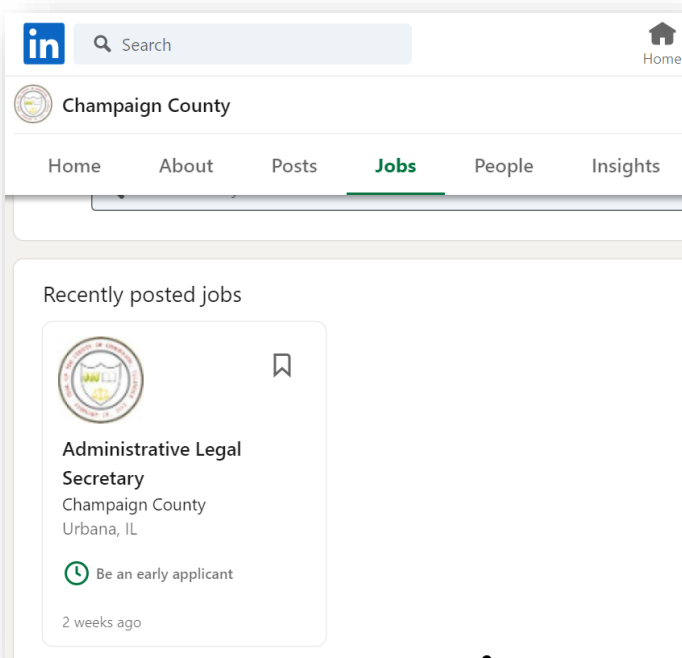 in
Search
Home
Champaign County
Home
About
Posts
Jobs
People
Insights
Recently posted jobs
Administrative Legal
Secretary
Champaign County
Urbana, IL
Be an early applicant
2 weeks ago